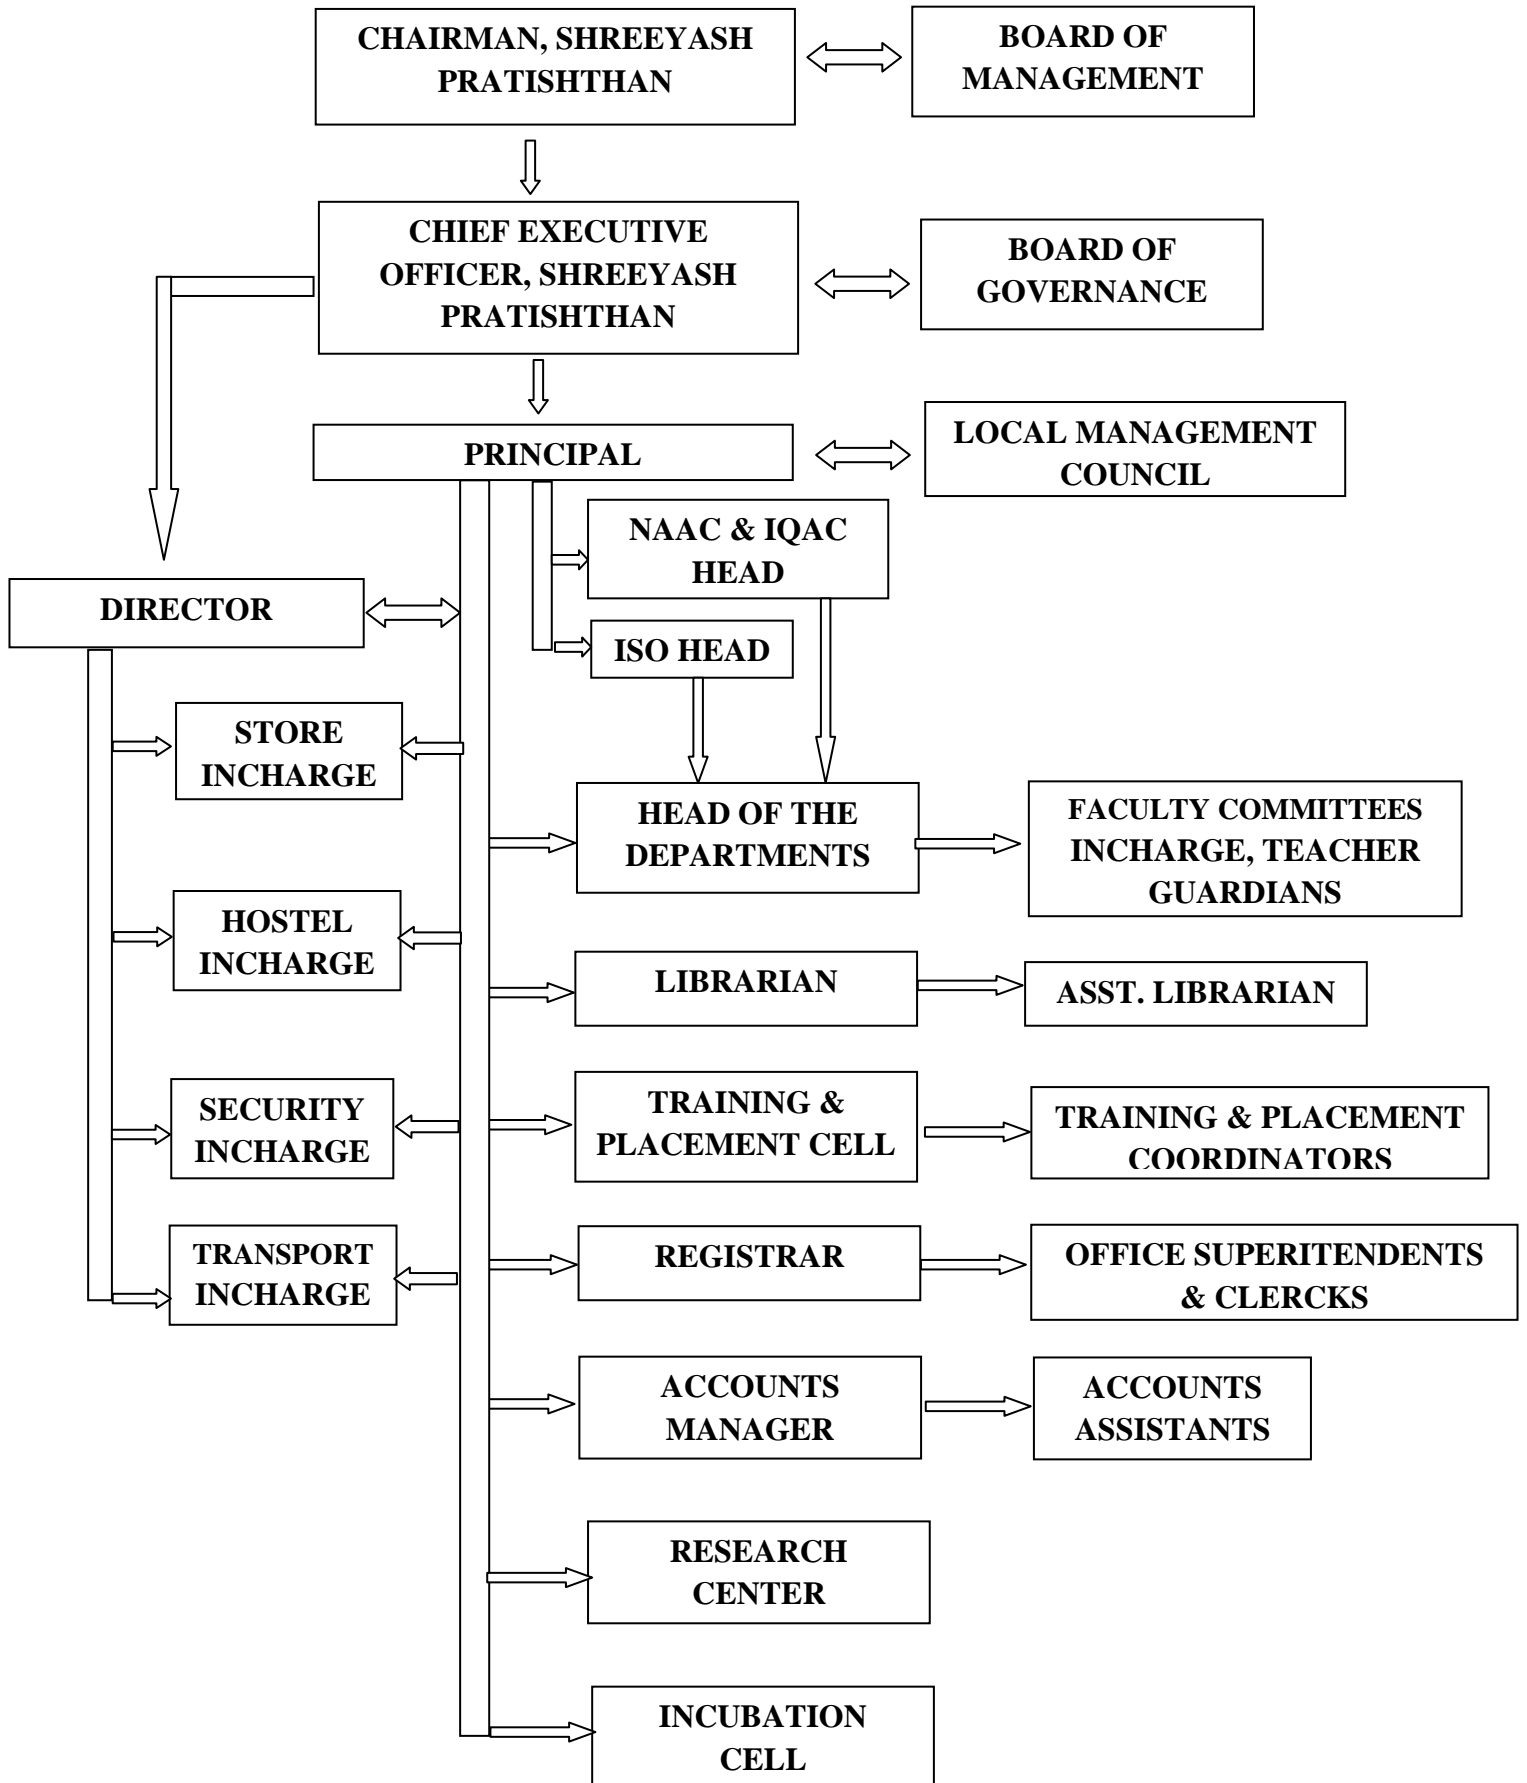 CHAIRMAN, SHREEYASH
PRATISHTHAN
BOARD OF
MANAGEMENT
CHIEF EXECUTIVE
OFFICER, SHREEYASH
PRATISHTHAN
BOARD OF
GOVERNANCE
PRINCIPAL
LOCAL MANAGEMENT
COUNCIL
NAAC & IQAC
HEAD
DIRECTOR
ISO HEAD
STORE
INCHARGE
HEAD OF THE
DEPARTMENTS
FACULTY COMMITTEES
INCHARGE, TEACHER
GUARDIANS
HOSTEL
INCHARGE
LIBRARIAN
ASST. LIBRARIAN
SECURITY
INCHARGE
TRAINING &
PLACEMENT CELL
TRAINING & PLACEMENT
COORDINATORS
TRANSPORT
INCHARGE
REGISTRAR
OFFICE SUPERITENDENTS
& CLERCKS
ACCOUNTS
MANAGER
ACCOUNTS
ASSISTANTS
RESEARCH
CENTER
INCUBATION
CELL